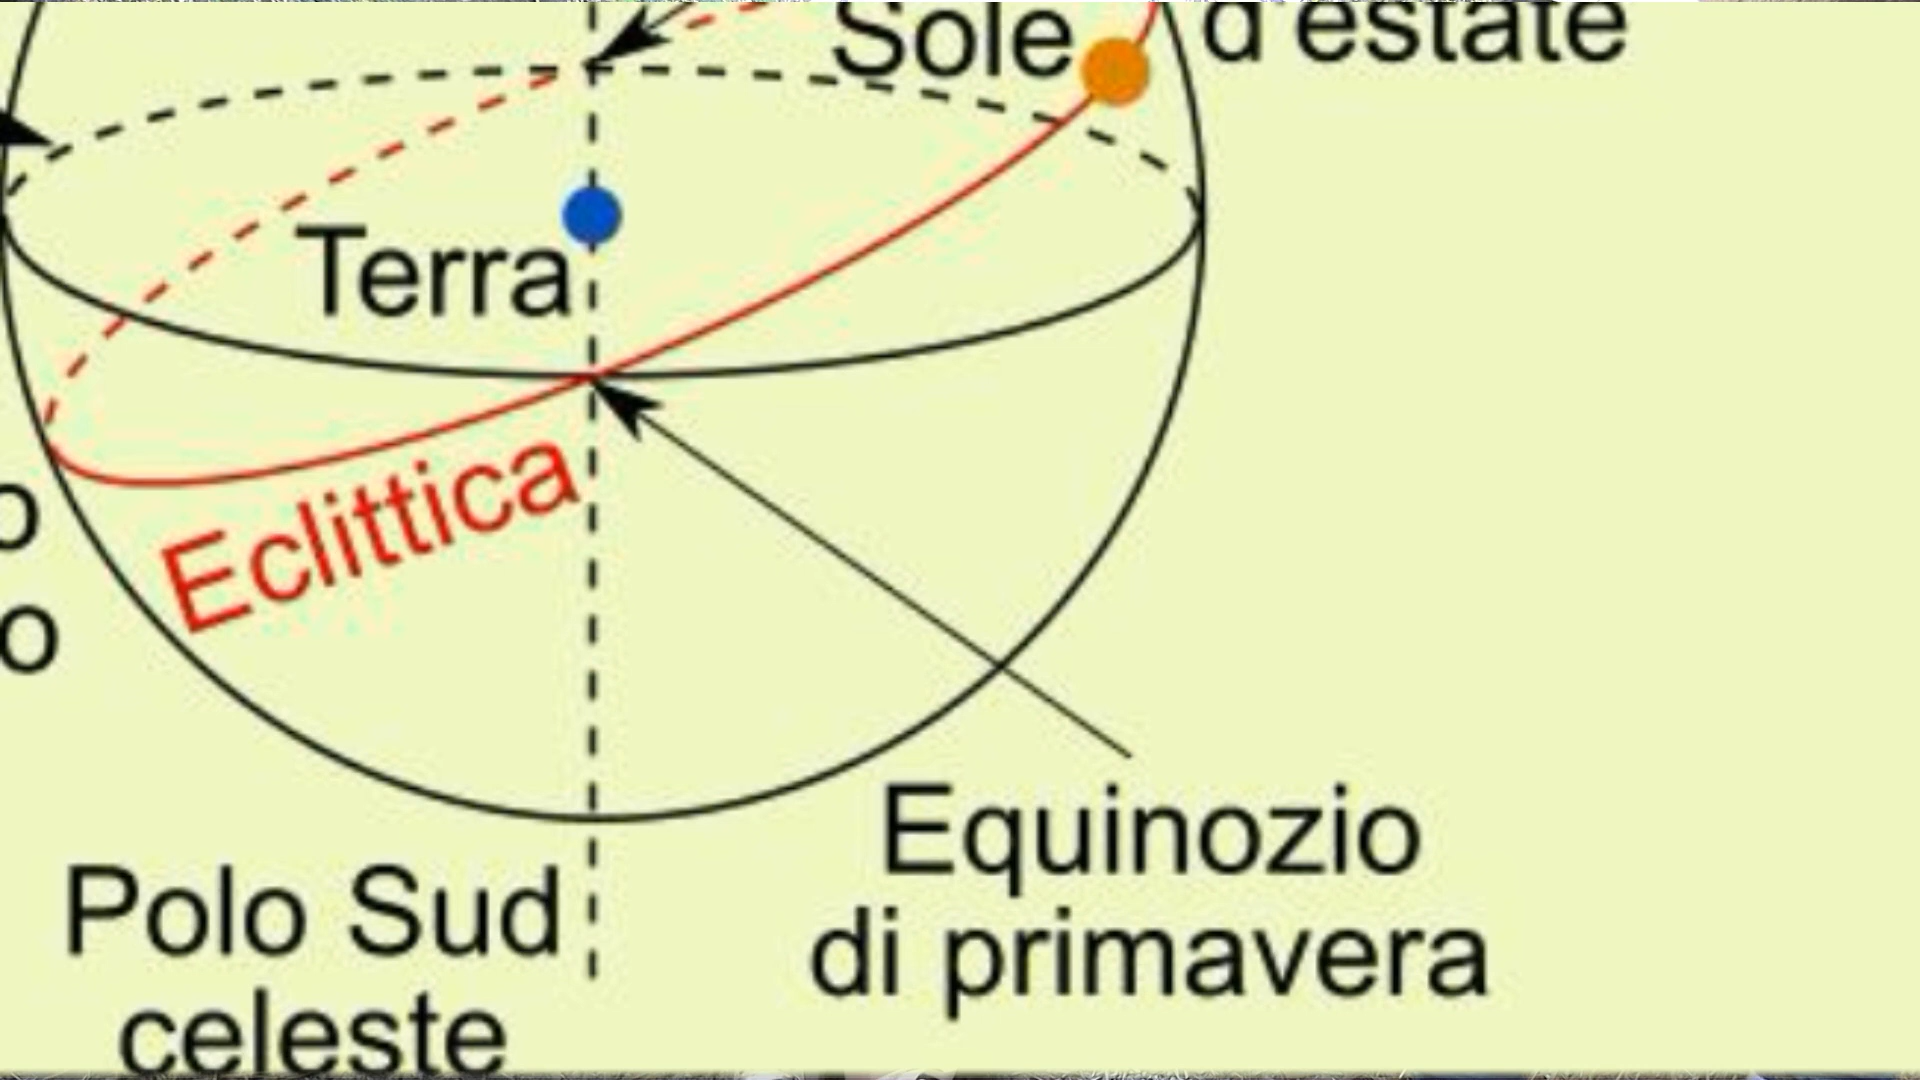 Sole
d'estate
Terra
Eclittica
Equinozio
di primavera
Polo Sud
celeste